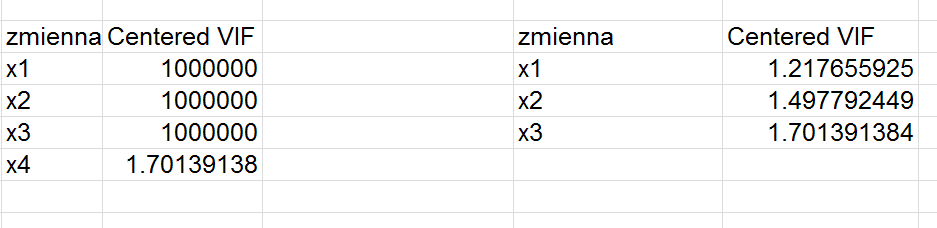 zmienna Centered VIF zmienna Centered VIF
x1 1000000 x1 1.217655925
x2 1000000 x2 1.497792449
x3 1000000 x3 1.701391384
x4 1.70139138